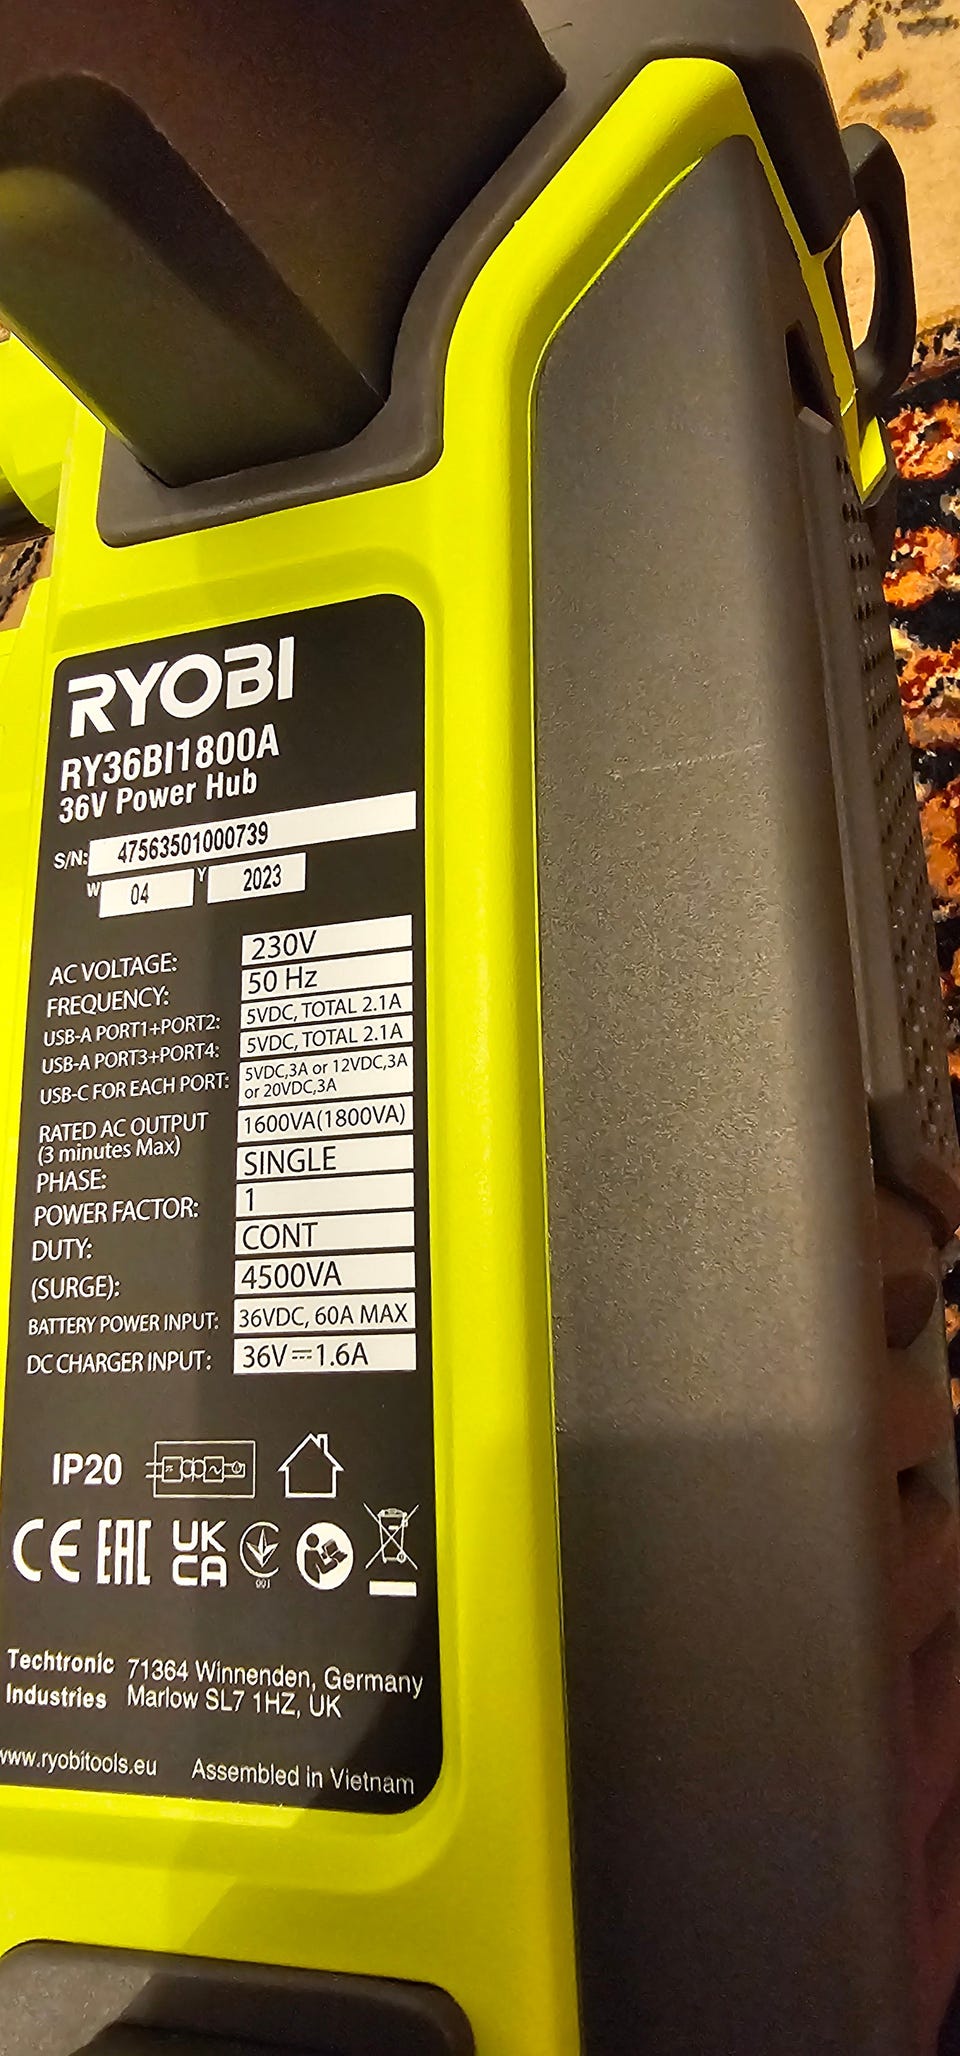 RYOBI
RY36BI1800A
36V Power Hub
S/N: 47563501000739
W 04 Y 2023
AC VOLTAGE: 230V
FREQUENCY: 50 Hz
USB-A PORT1+PORT2: 5VDC, TOTAL 2.1A
USB-A PORT3+PORT4: 5VDC, TOTAL 2.1A
USB-C FOR EACH PORT: 5VDC,3A or 12VDC,3A
or 20VDC,3A
RATED AC OUTPUT 1600VA(1800VA)
(3 minutes Max)
PHASE: SINGLE
POWER FACTOR: 1
DUTY: CONT
(SURGE): 4500VA
BATTERY POWER INPUT: 36VDC, 60A MAX
DC CHARGER INPUT: 36V⎓1.6A
IP20
CE EAC UK
CA 001
Techtronic 71364 Winnenden, Germany
Industries Marlow SL7 1HZ, UK
www.ryobitools.eu Assembled in Vietnam